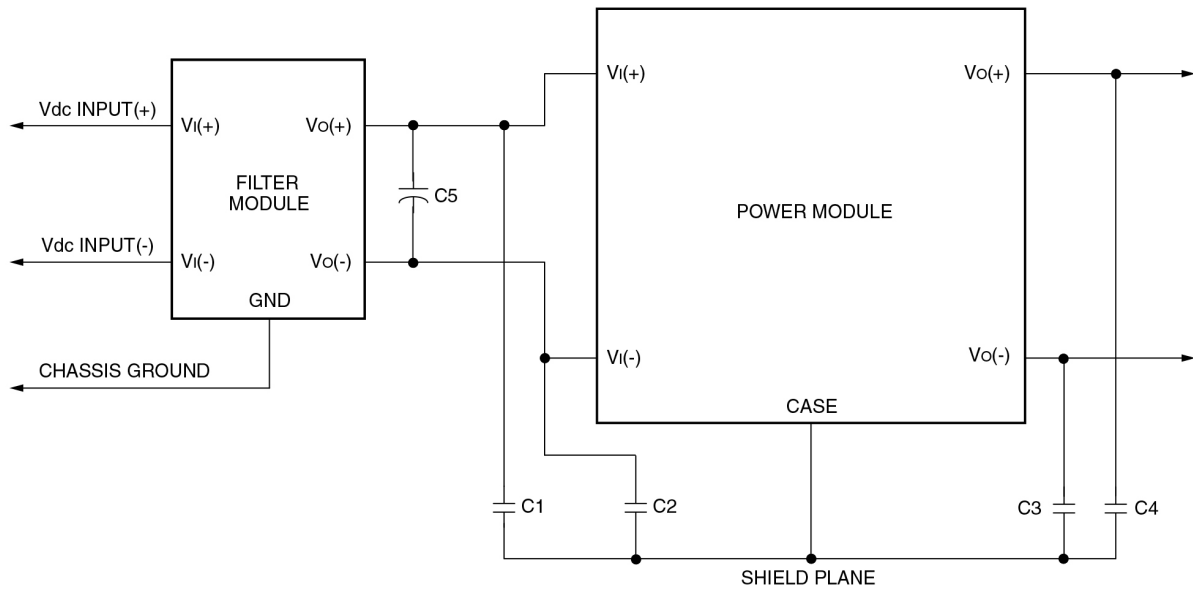 Vdc INPUT(+)
VI(+)
VO(+)
VI(+)
VO(+)
FILTER
MODULE
C5
POWER MODULE
Vdc INPUT(-)
VI(-)
VO(-)
GND
CHASSIS GROUND
VI(-)
VO(-)
CASE
C1
C2
C3
C4
SHIELD PLANE